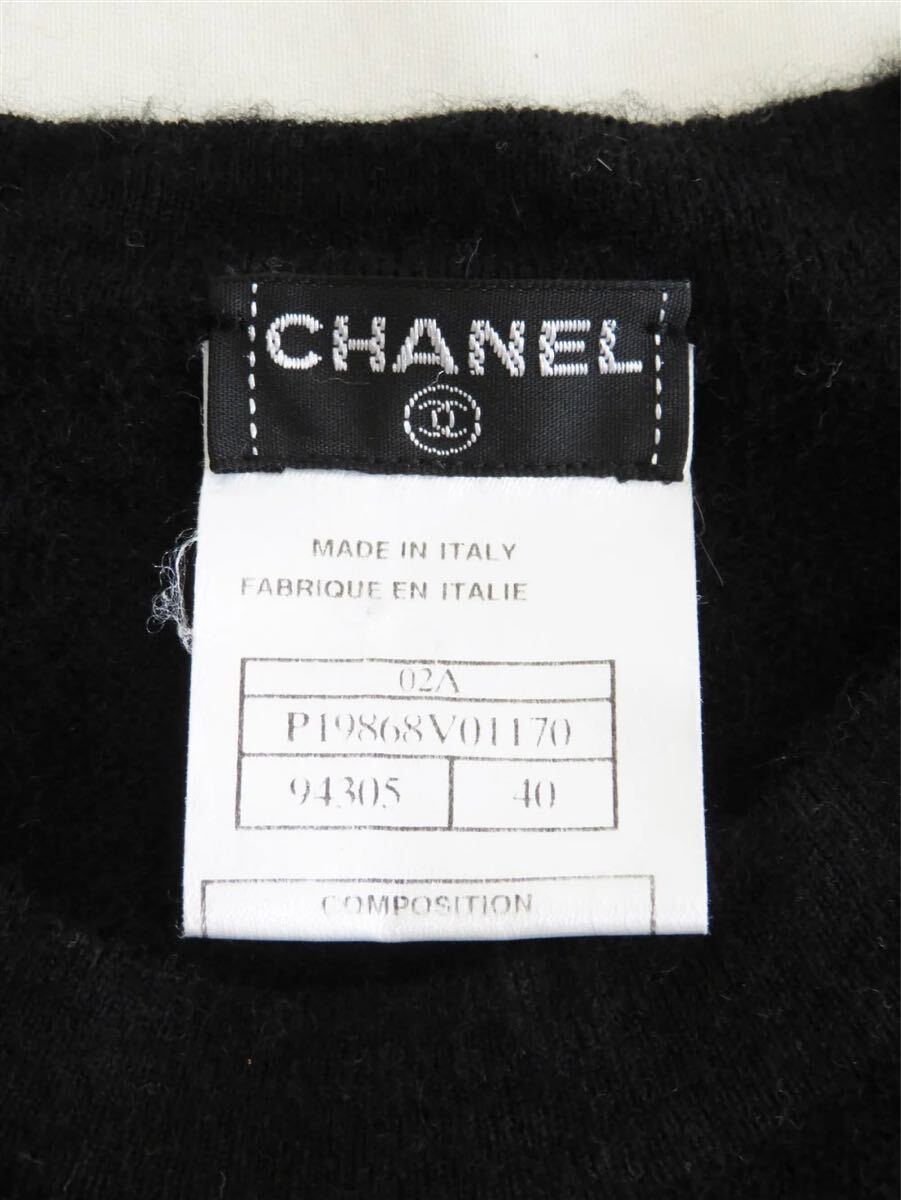 CHANEL
MADE IN ITALY
FABRIQUE EN ITALIE
02A
P19868V01170
94305 40
COMPOSITION